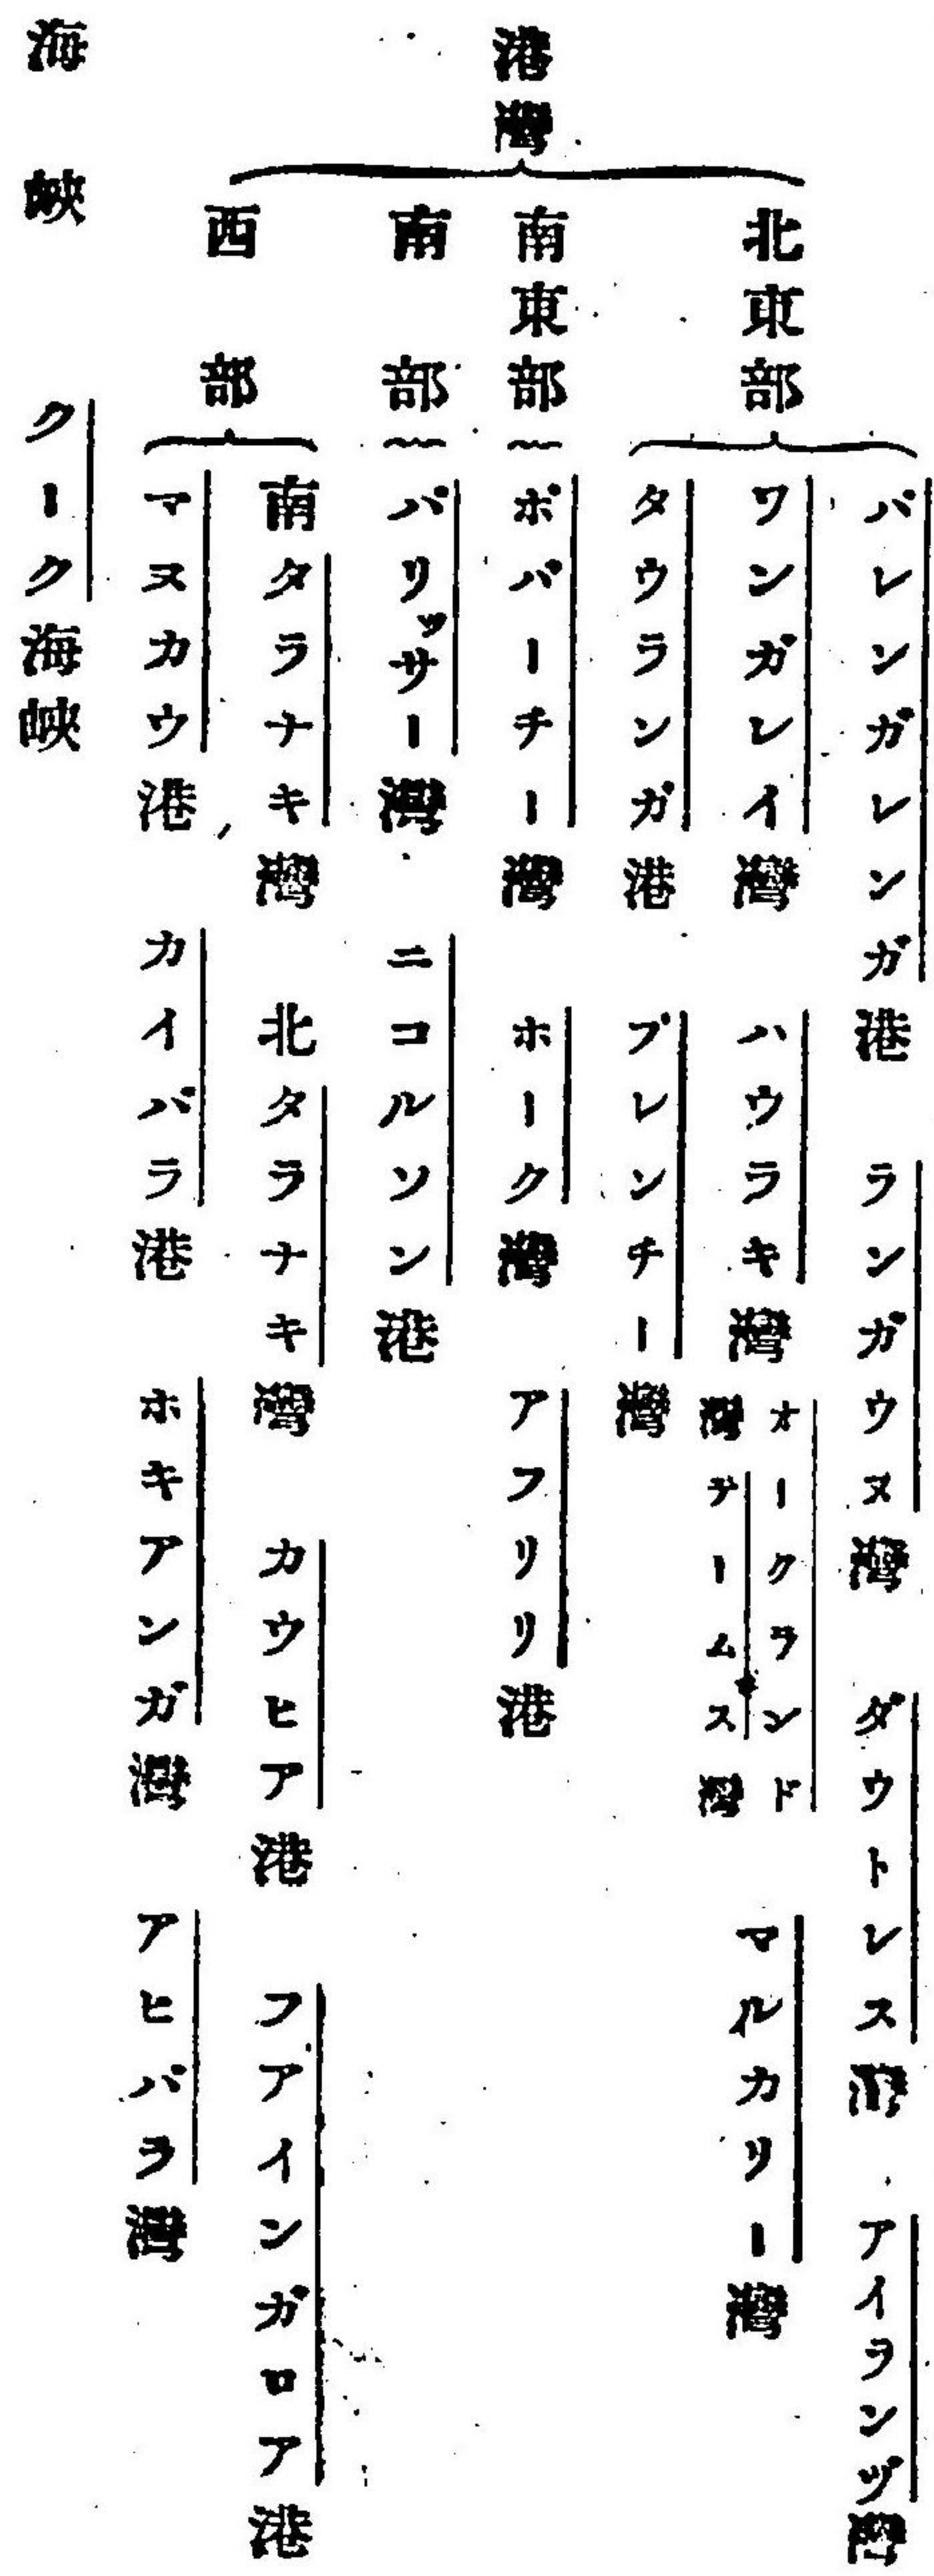 港灣
北東部
バレンガレンガ港 ランガウヌ灣 ダウトレス灣 アイランヅ灣
ワンガレイ灣 ハウラキ灣 オークランド灣 テームス灣 マルカリー灣
タウランガ港 プレンチー灣
南東部
ポバーチー灣 ホーク灣 アフリリ港
南部
パリッサー灣 ニコルソン港
西部
南タラナキ灣 北タラナキ灣 カウヒア港 フアインガロア港
マヌカウ港 カイパラ港 ホキアンガ灣 アヒパラ灣
海峽 クーク海峽